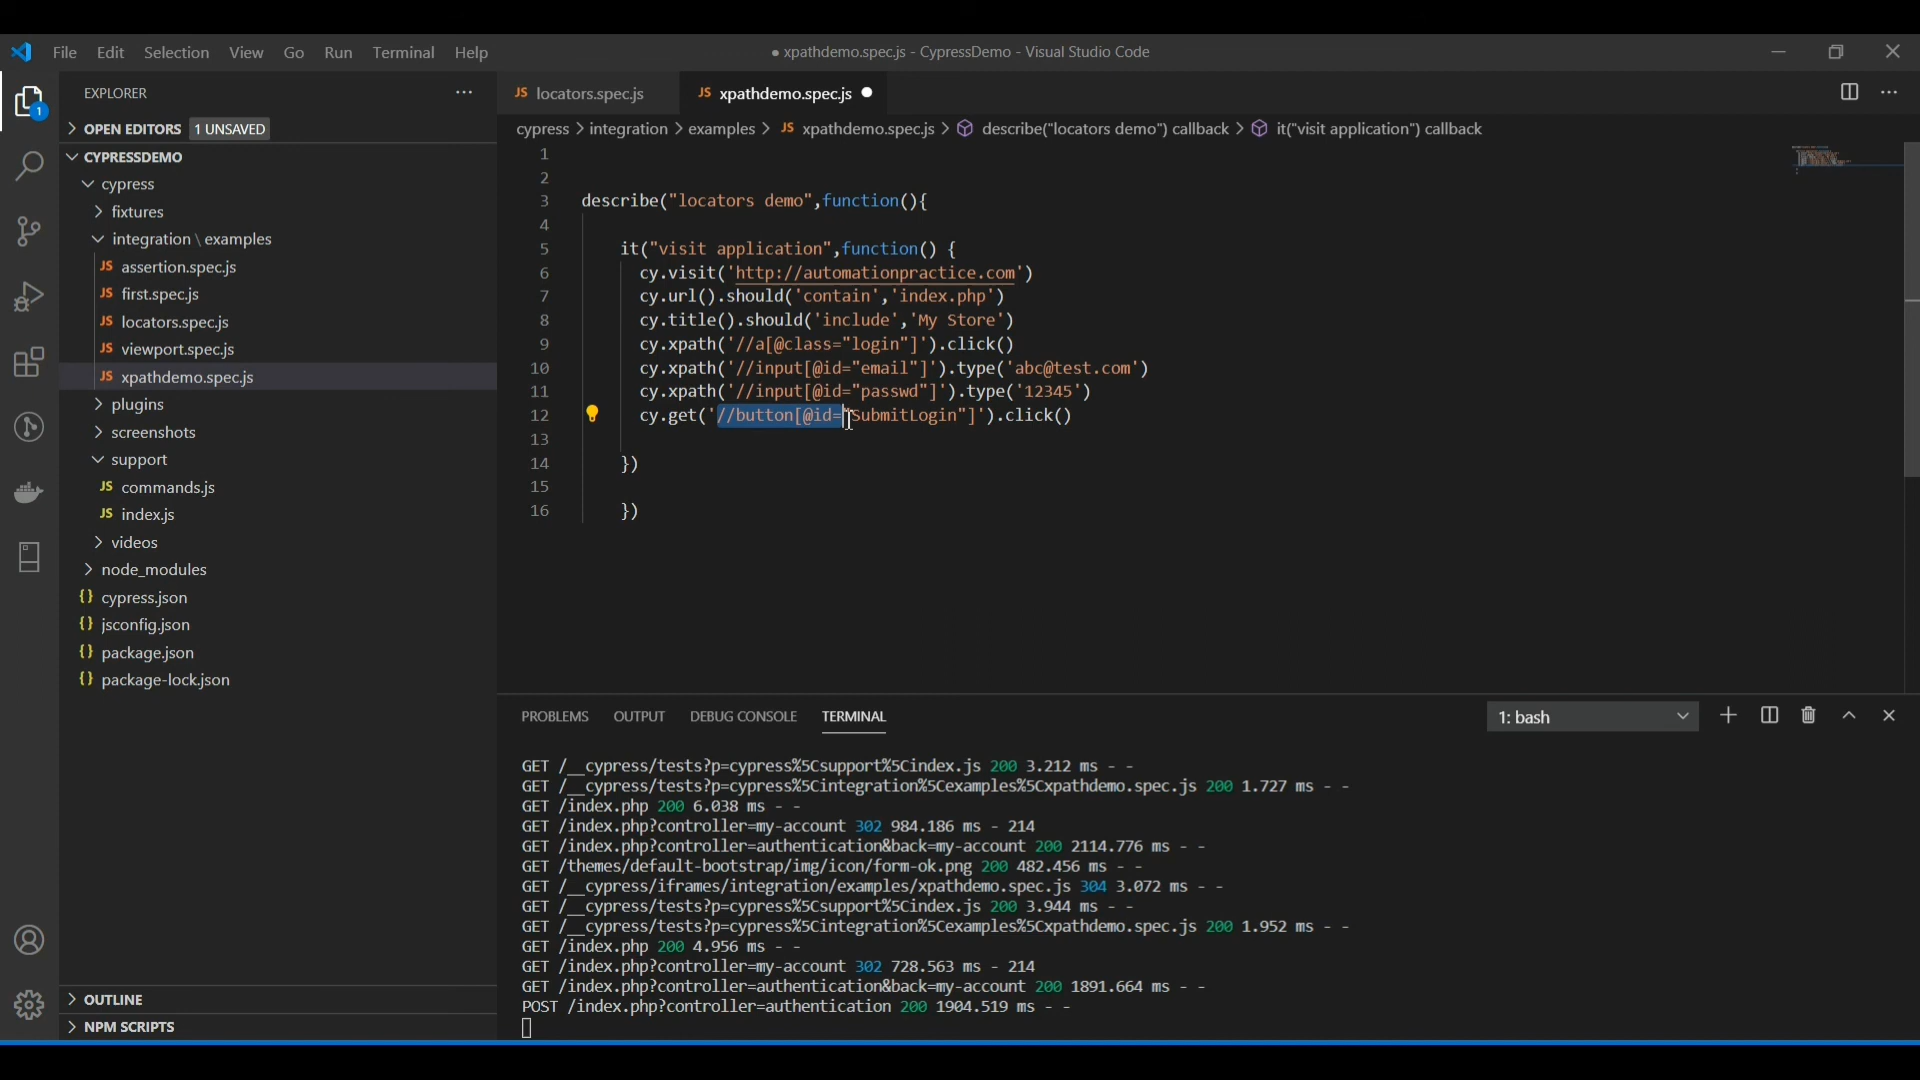 File Edit Selection View Go Run Terminal Help
● xpathdemo.spec.js - CypressDemo - Visual Studio Code
EXPLORER
OPEN EDITORS 1 UNSAVED
CYPRESSDEMO
cypress
fixtures
integration \ examples
JS assertion.spec.js
JS first.spec.js
JS locators.spec.js
JS viewport.spec.js
JS xpathdemo.spec.js
plugins
screenshots
support
JS commands.js
JS index.js
videos
node_modules
{} cypress.json
{} jsconfig.json
{} package.json
{} package-lock.json
OUTLINE
NPM SCRIPTS
1
JS locators.spec.js
JS xpathdemo.spec.js
cypress > integration > examples > JS xpathdemo.spec.js > describe("locators demo") callback > it("visit application") callback
1
2
3 describe("locators demo",function(){
4
5 it("visit application",function() {
6 cy.visit('http://automationpractice.com')
7 cy.url().should('contain','index.php')
8 cy.title().should('include','My Store')
9 cy.xpath('//a[@class="login"]').click()
10 cy.xpath('//input[@id="email"]').type('abc@test.com')
11 cy.xpath('//input[@id="passwd"]').type('12345')
12 cy.get('//button[@id="SubmitLogin"]').click()
13
14 })
15
16 })
PROBLEMS OUTPUT DEBUG CONSOLE TERMINAL
1: bash
GET /__cypress/tests?p=cypress%5Csupport%5Cindex.js 200 3.212 ms - -
GET /__cypress/tests?p=cypress%5Cintegration%5Cexamples%5Cxpathdemo.spec.js 200 1.727 ms - -
GET /index.php 200 6.038 ms - -
GET /index.php?controller=my-account 302 984.186 ms - 214
GET /index.php?controller=authentication&back=my-account 200 2114.776 ms - -
GET /themes/default-bootstrap/img/icon/form-ok.png 200 482.456 ms - -
GET /__cypress/iframes/integration/examples/xpathdemo.spec.js 304 3.072 ms - -
GET /__cypress/tests?p=cypress%5Csupport%5Cindex.js 200 3.944 ms - -
GET /__cypress/tests?p=cypress%5Cintegration%5Cexamples%5Cxpathdemo.spec.js 200 1.952 ms - -
GET /index.php 200 4.956 ms - -
GET /index.php?controller=my-account 302 728.563 ms - 214
GET /index.php?controller=authentication&back=my-account 200 1891.664 ms - -
POST /index.php?controller=authentication 200 1904.519 ms - -